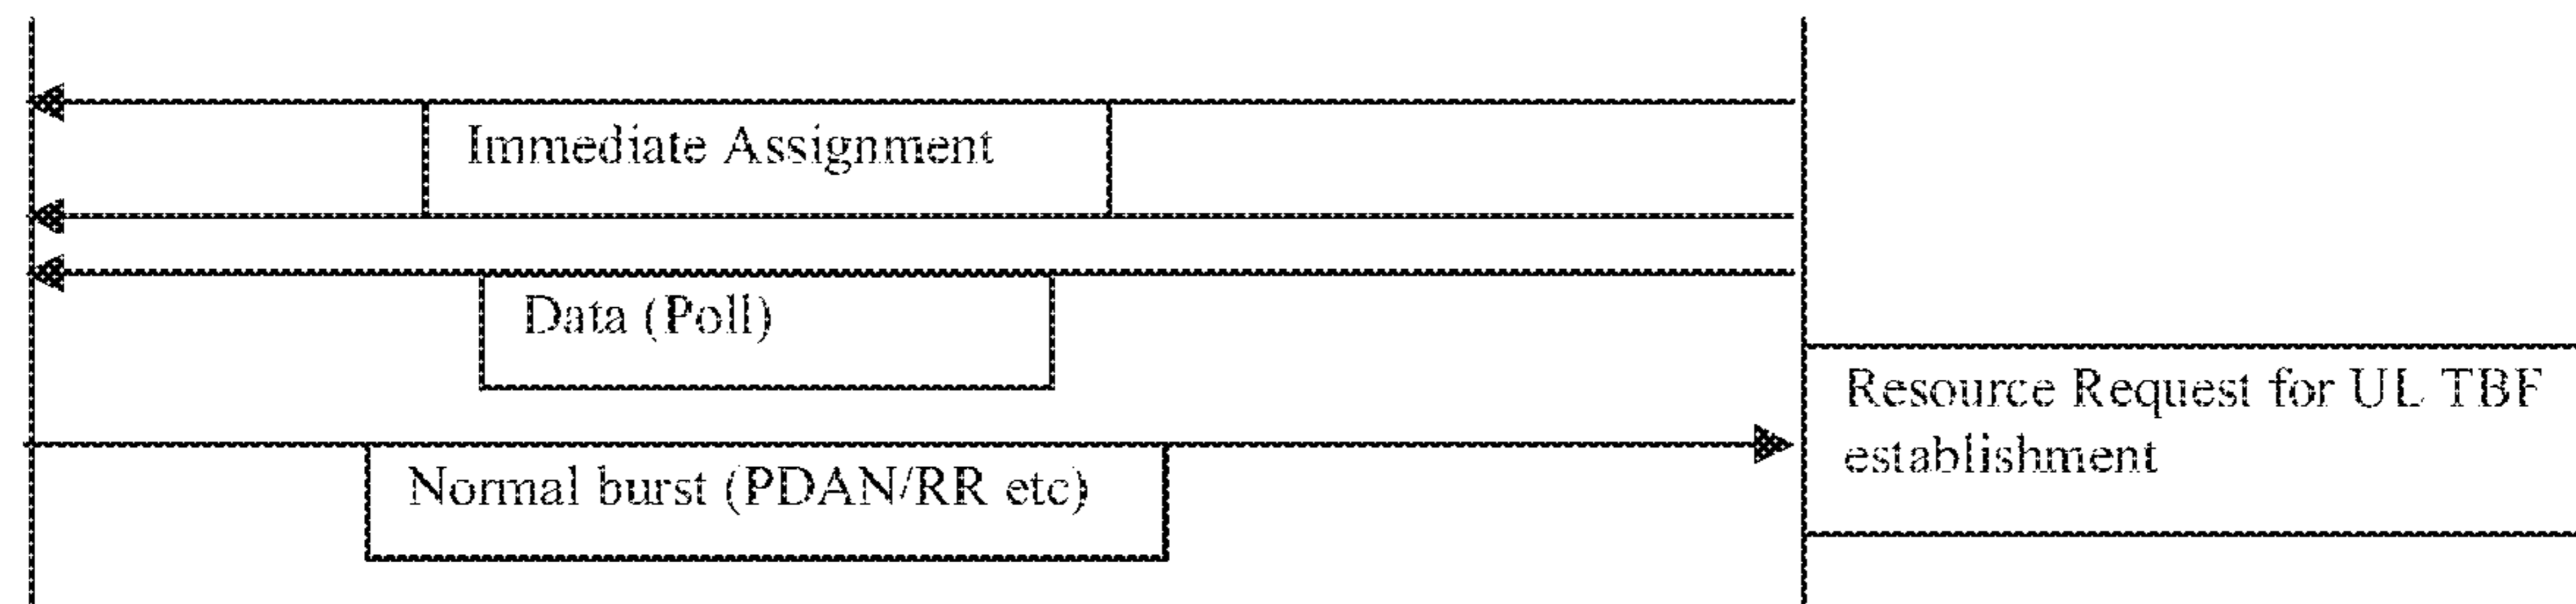 Immediate Assignment
Data (Poll)
Resource Request for UL TBF
establishment
Normal burst (PDAN/RR etc)